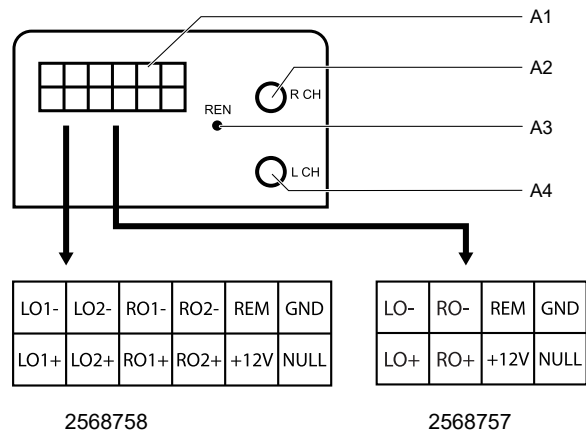 A1
A2
R CH
REN
A3
L CH
A4
LO1- LO2- RO1- RO2- REM GND
LO1+ LO2+ RO1+ RO2+ +12V NULL
LO- RO- REM GND
LO+ RO+ +12V NULL
2568758
2568757